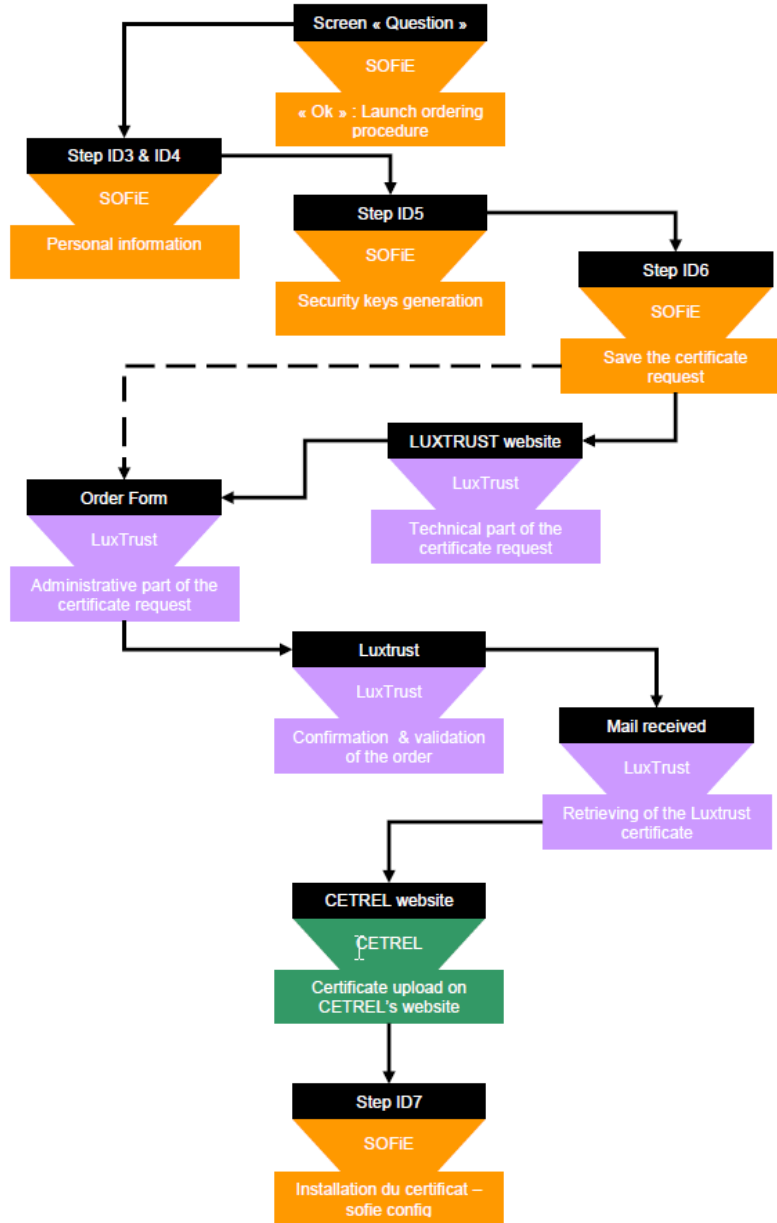 Screen « Question »
SOFiE
« Ok » : Launch ordering
procedure
Step ID3 & ID4
SOFiE
Personal information
Step ID5
SOFiE
Security keys generation
Step ID6
SOFiE
Save the certificate
request
LUXTRUST website
LuxTrust
Technical part of the
certificate request
Order Form
LuxTrust
Administrative part of the
certificate request
Luxtrust
LuxTrust
Confirmation & validation
of the order
Mail received
LuxTrust
Retrieving of the Luxtrust
certificate
CETREL website
CETREL
Certificate upload on
CETREL's website
Step ID7
SOFiE
Installation du certificat –
sofie config